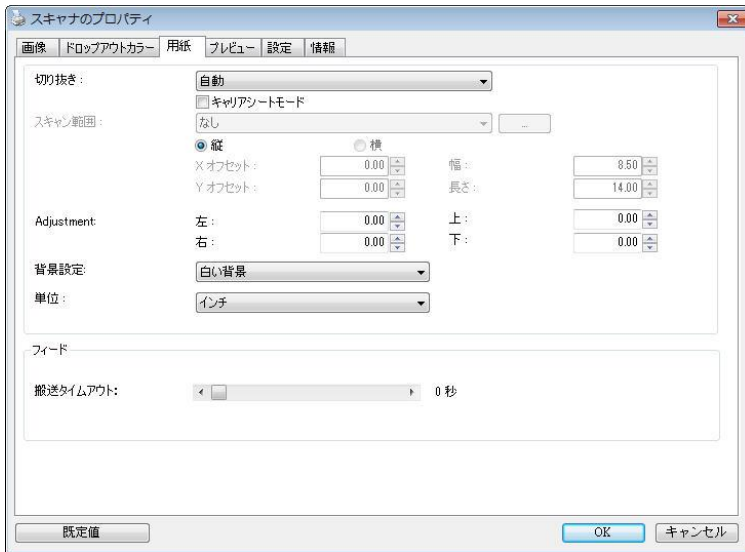 スキャナのプロパティ
画像 ドロップアウトカラー 用紙 プレビュー 設定 情報
切り抜き: 自動
キャリアシートモード
スキャン範囲: なし ...
縦 横
X オフセット: 0.00 幅: 8.50
Y オフセット: 0.00 長さ: 14.00
Adjustment: 左: 0.00 上: 0.00
右: 0.00 下: 0.00
背景設定: 白い背景
単位: インチ
フィード
搬送タイムアウト: 0 秒
既定値 OK キャンセル